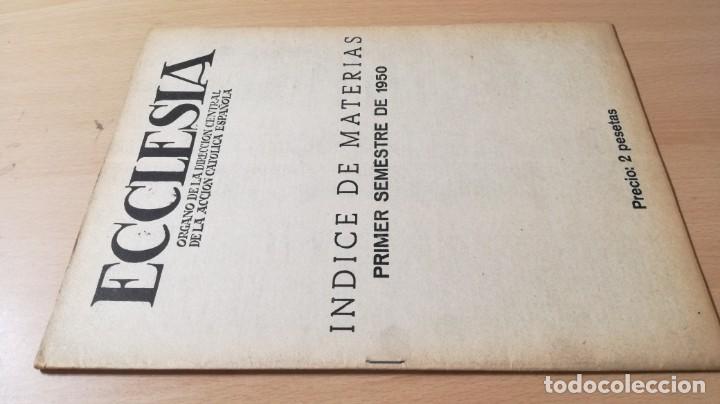 ECCLESIA
ORGANO DE LA DIRECCION CENTRAL
DE LA ACCION CATOLICA ESPAÑOLA
INDICE DE MATERIAS
PRIMER SEMESTRE DE 1950
Precio: 2 pesetas
todocoleccion.net